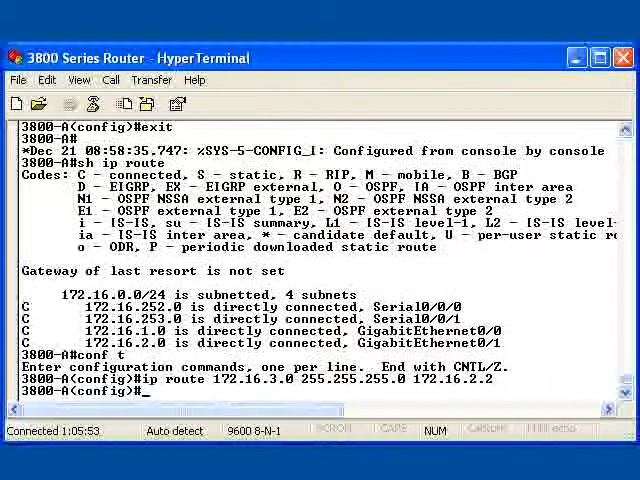 3800 Series Router - HyperTerminal
File Edit View Call Transfer Help
3800-A(config)#exit
3800-A#
*Dec 21 08:58:35.747: %SYS-5-CONFIG_I: Configured from console by console
3800-A#sh ip route
Codes: C - connected, S - static, R - RIP, M - mobile, B - BGP
D - EIGRP, EX - EIGRP external, O - OSPF, IA - OSPF inter area
N1 - OSPF NSSA external type 1, N2 - OSPF NSSA external type 2
E1 - OSPF external type 1, E2 - OSPF external type 2
i - IS-IS, su - IS-IS summary, L1 - IS-IS level-1, L2 - IS-IS level-
ia - IS-IS inter area, * - candidate default, U - per-user static ro
o - ODR, P - periodic downloaded static route
Gateway of last resort is not set
172.16.0.0/24 is subnetted, 4 subnets
C 172.16.252.0 is directly connected, Serial0/0/0
C 172.16.253.0 is directly connected, Serial0/0/1
C 172.16.1.0 is directly connected, GigabitEthernet0/0
C 172.16.2.0 is directly connected, GigabitEthernet0/1
3800-A#conf t
Enter configuration commands, one per line. End with CNTL/Z.
3800-A(config)#ip route 172.16.3.0 255.255.255.0 172.16.2.2
3800-A(config)#_
Connected 1:05:53 Auto detect 9600 8-N-1 SCROLL CAPS NUM Capture Print echo